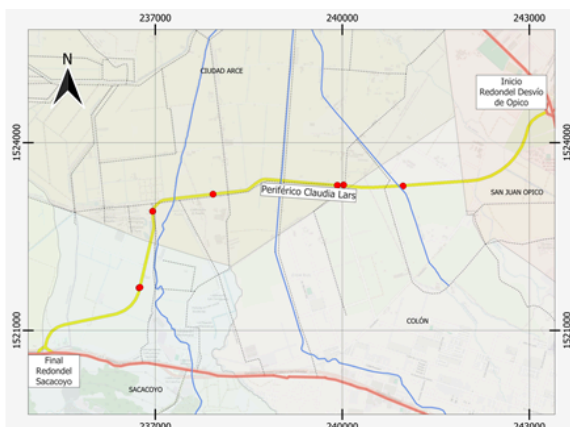 237000
240000
243000
N
CIUDAD ARCE
Inicio
Redondel Desvío
de Opico
1524000
1524000
Periférico Claudia Lars
SAN JUAN OPICO
1521000
1521000
COLÓN
Final
Redondel
Sacacoyo
SACACOYO
237000
240000
243000